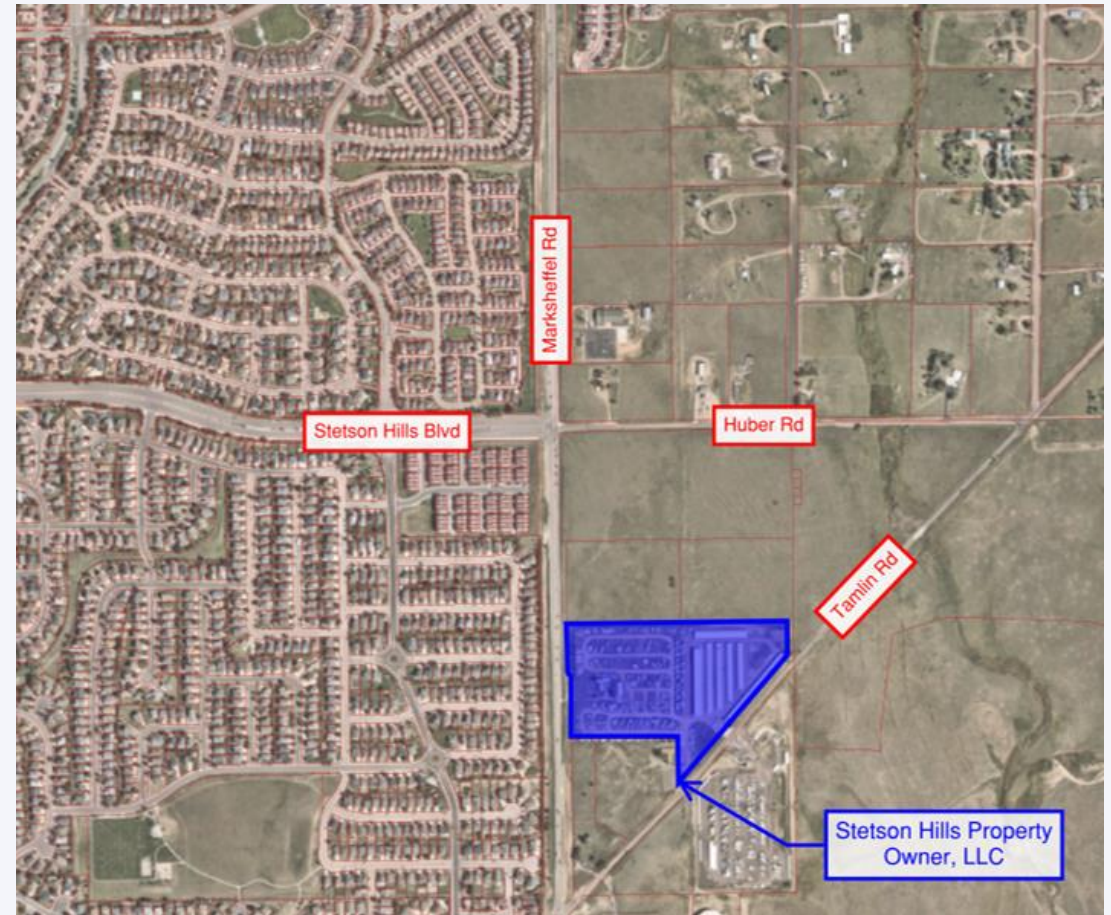 Marksheffel Rd
Stetson Hills Blvd
Huber Rd
Tamlin Rd
Stetson Hills Property
Owner, LLC